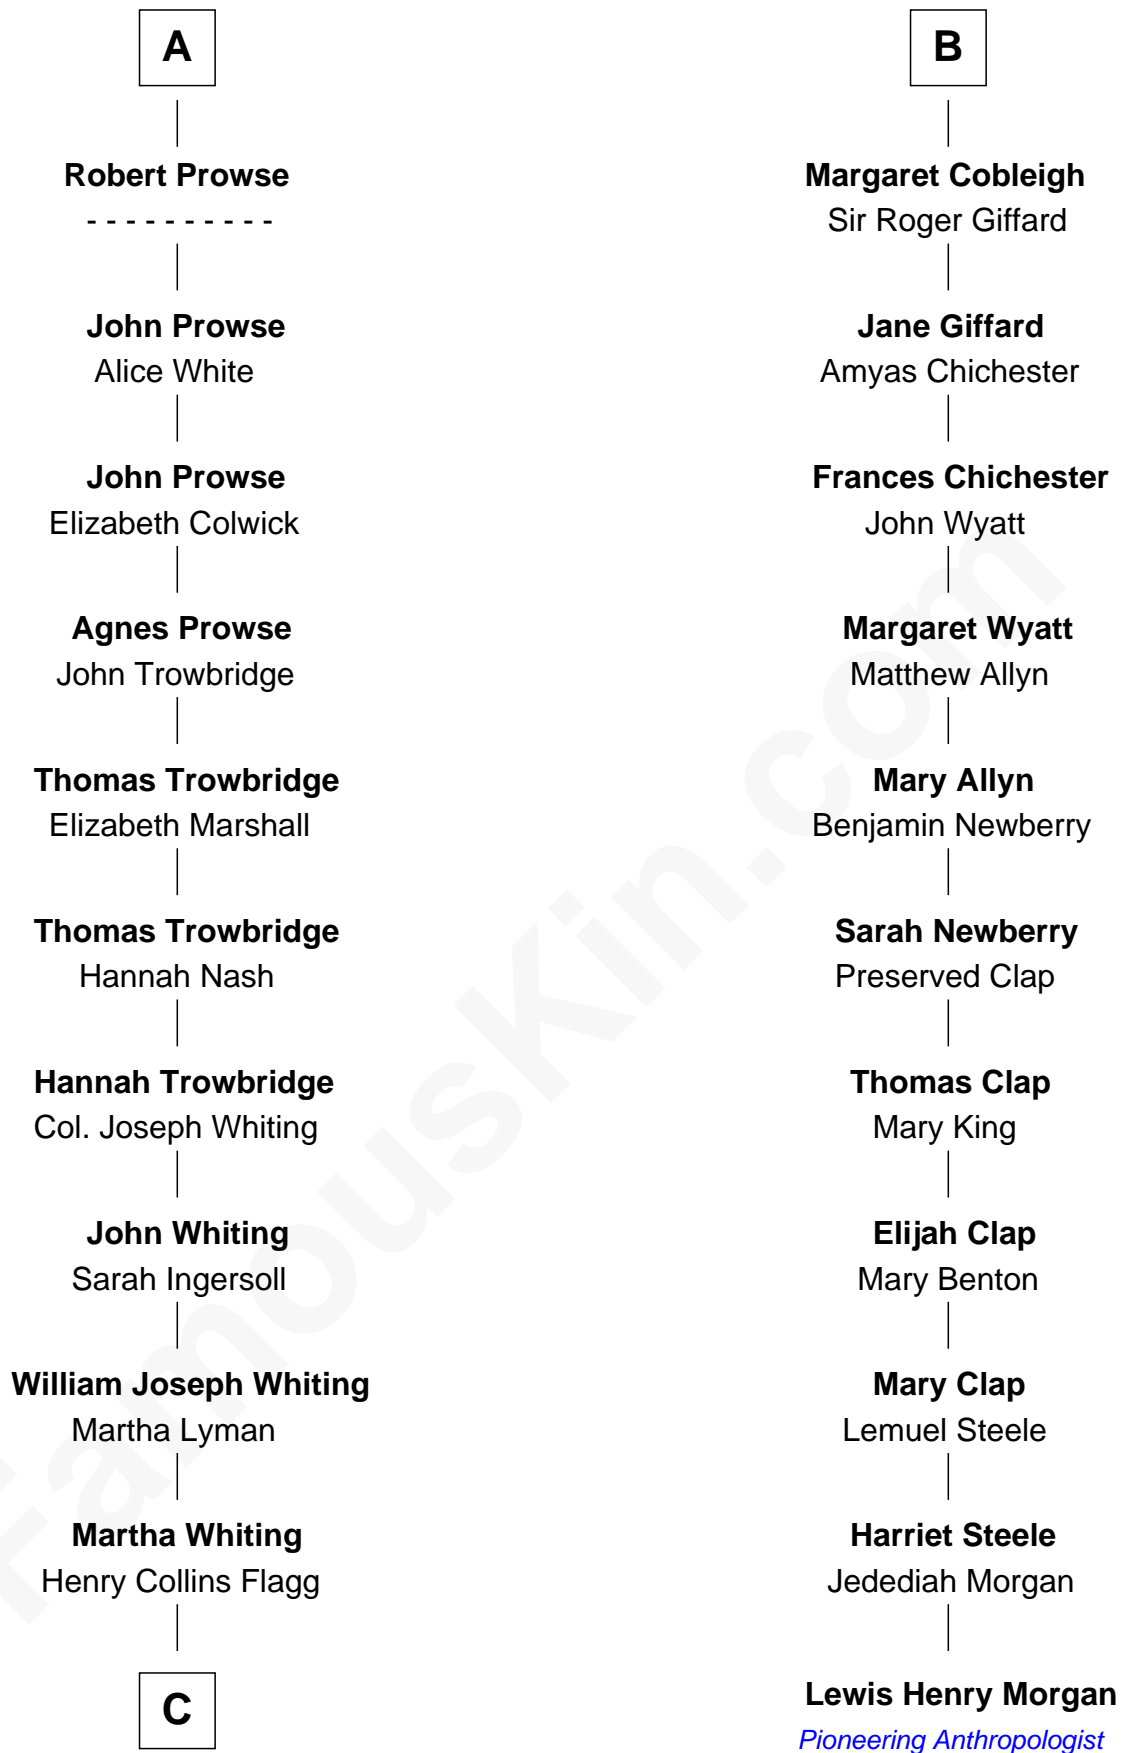 A
Robert Prowse
- - - - - - - - - -
John Prowse
Alice White
John Prowse
Elizabeth Colwick
Agnes Prowse
John Trowbridge
Thomas Trowbridge
Elizabeth Marshall
Thomas Trowbridge
Hannah Nash
Hannah Trowbridge
Col. Joseph Whiting
John Whiting
Sarah Ingersoll
William Joseph Whiting
Martha Lyman
Martha Whiting
Henry Collins Flagg
C
B
Margaret Cobleigh
Sir Roger Giffard
Jane Giffard
Amyas Chichester
Frances Chichester
John Wyatt
Margaret Wyatt
Matthew Allyn
Mary Allyn
Benjamin Newberry
Sarah Newberry
Preserved Clap
Thomas Clap
Mary King
Elijah Clap
Mary Benton
Mary Clap
Lemuel Steele
Harriet Steele
Jedediah Morgan
Lewis Henry Morgan
Pioneering Anthropologist
FamousKin.com